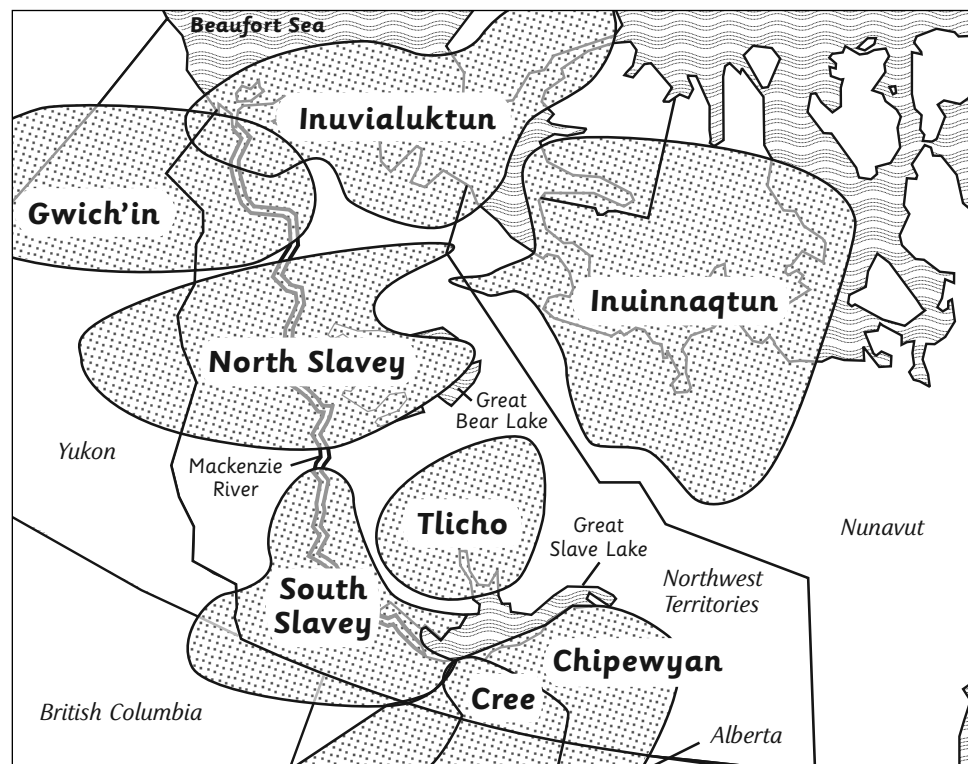 Beaufort Sea
Inuvialuktun
Gwich’in
Inuinnaqtun
North Slavey
Great
Bear Lake
Yukon
Mackenzie
River
Tlicho
Great
Slave Lake
Nunavut
Northwest
Territories
South
Slavey
Chipewyan
Cree
British Columbia
Alberta